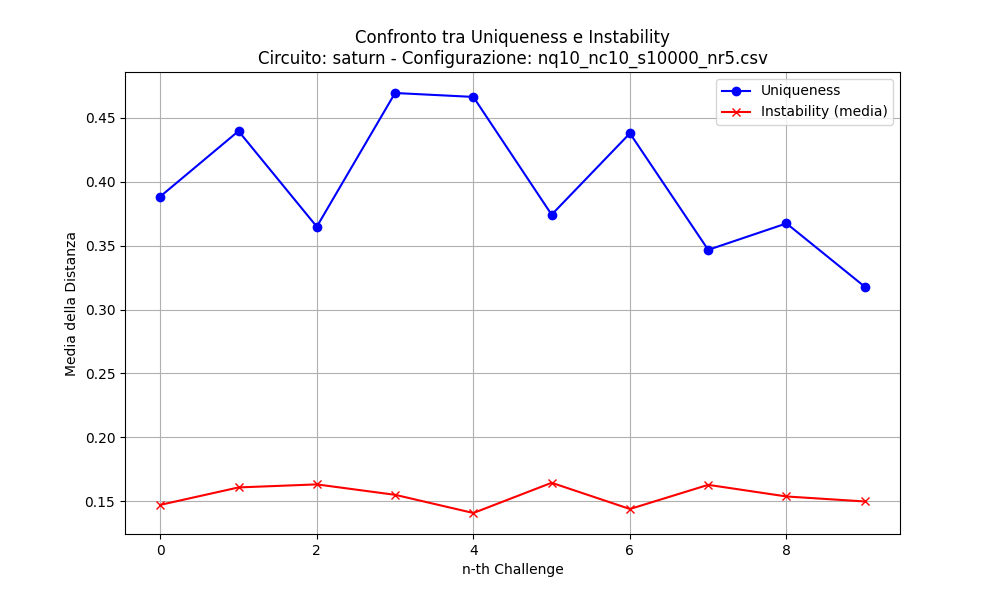 Confronto tra Uniqueness e Instability
Circuito: saturn - Configurazione: nq10_nc10_s10000_nr5.csv
Uniqueness
Instability (media)
Media della Distanza
0.45
0.40
0.35
0.30
0.25
0.20
0.15
0
2
4
6
8
n-th Challenge